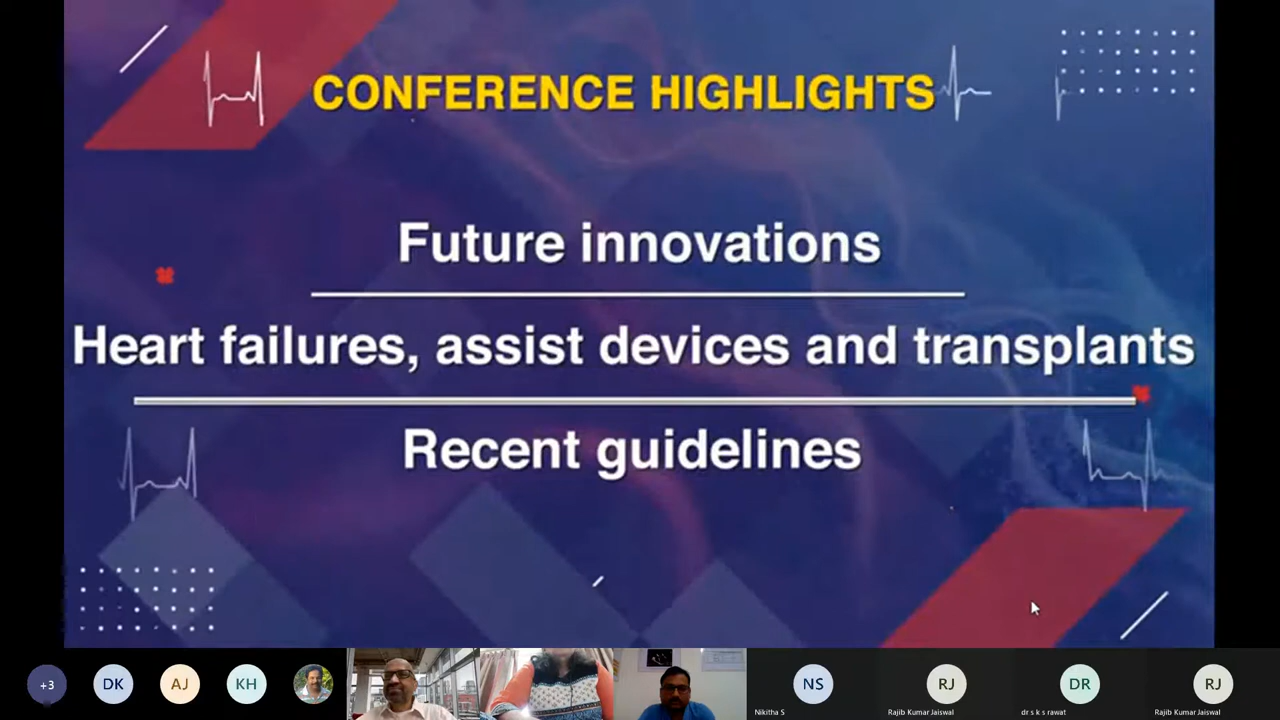 CONFERENCE HIGHLIGHTS
Future innovations
Heart failures, assist devices and transplants
Recent guidelines
+3
DK
AJ
KH
NS
RJ
DR
RJ
Nikitha S
Rajib Kumar Jaiswal
dr s k s rawat
Rajib Kumar Jaiswal